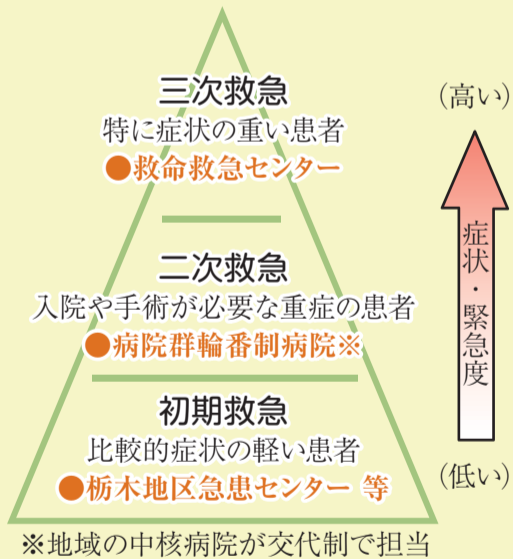 三次救急
特に症状の重い患者
●救命救急センター
二次救急
入院や手術が必要な重症の患者
●病院群輪番制病院※
初期救急
比較的症状の軽い患者
●栃木地区急患センター 等
(高い)
症状・緊急度
(低い)
※地域の中核病院が交代制で担当